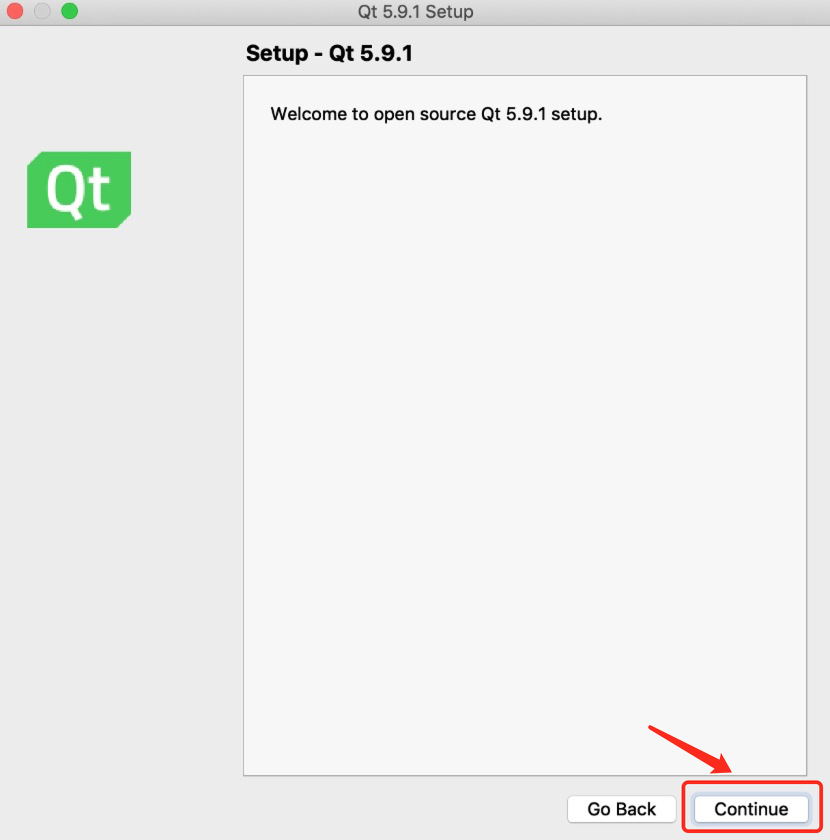 Qt 5.9.1 Setup
Setup - Qt 5.9.1
Welcome to open source Qt 5.9.1 setup.
Qt
Go Back
Continue